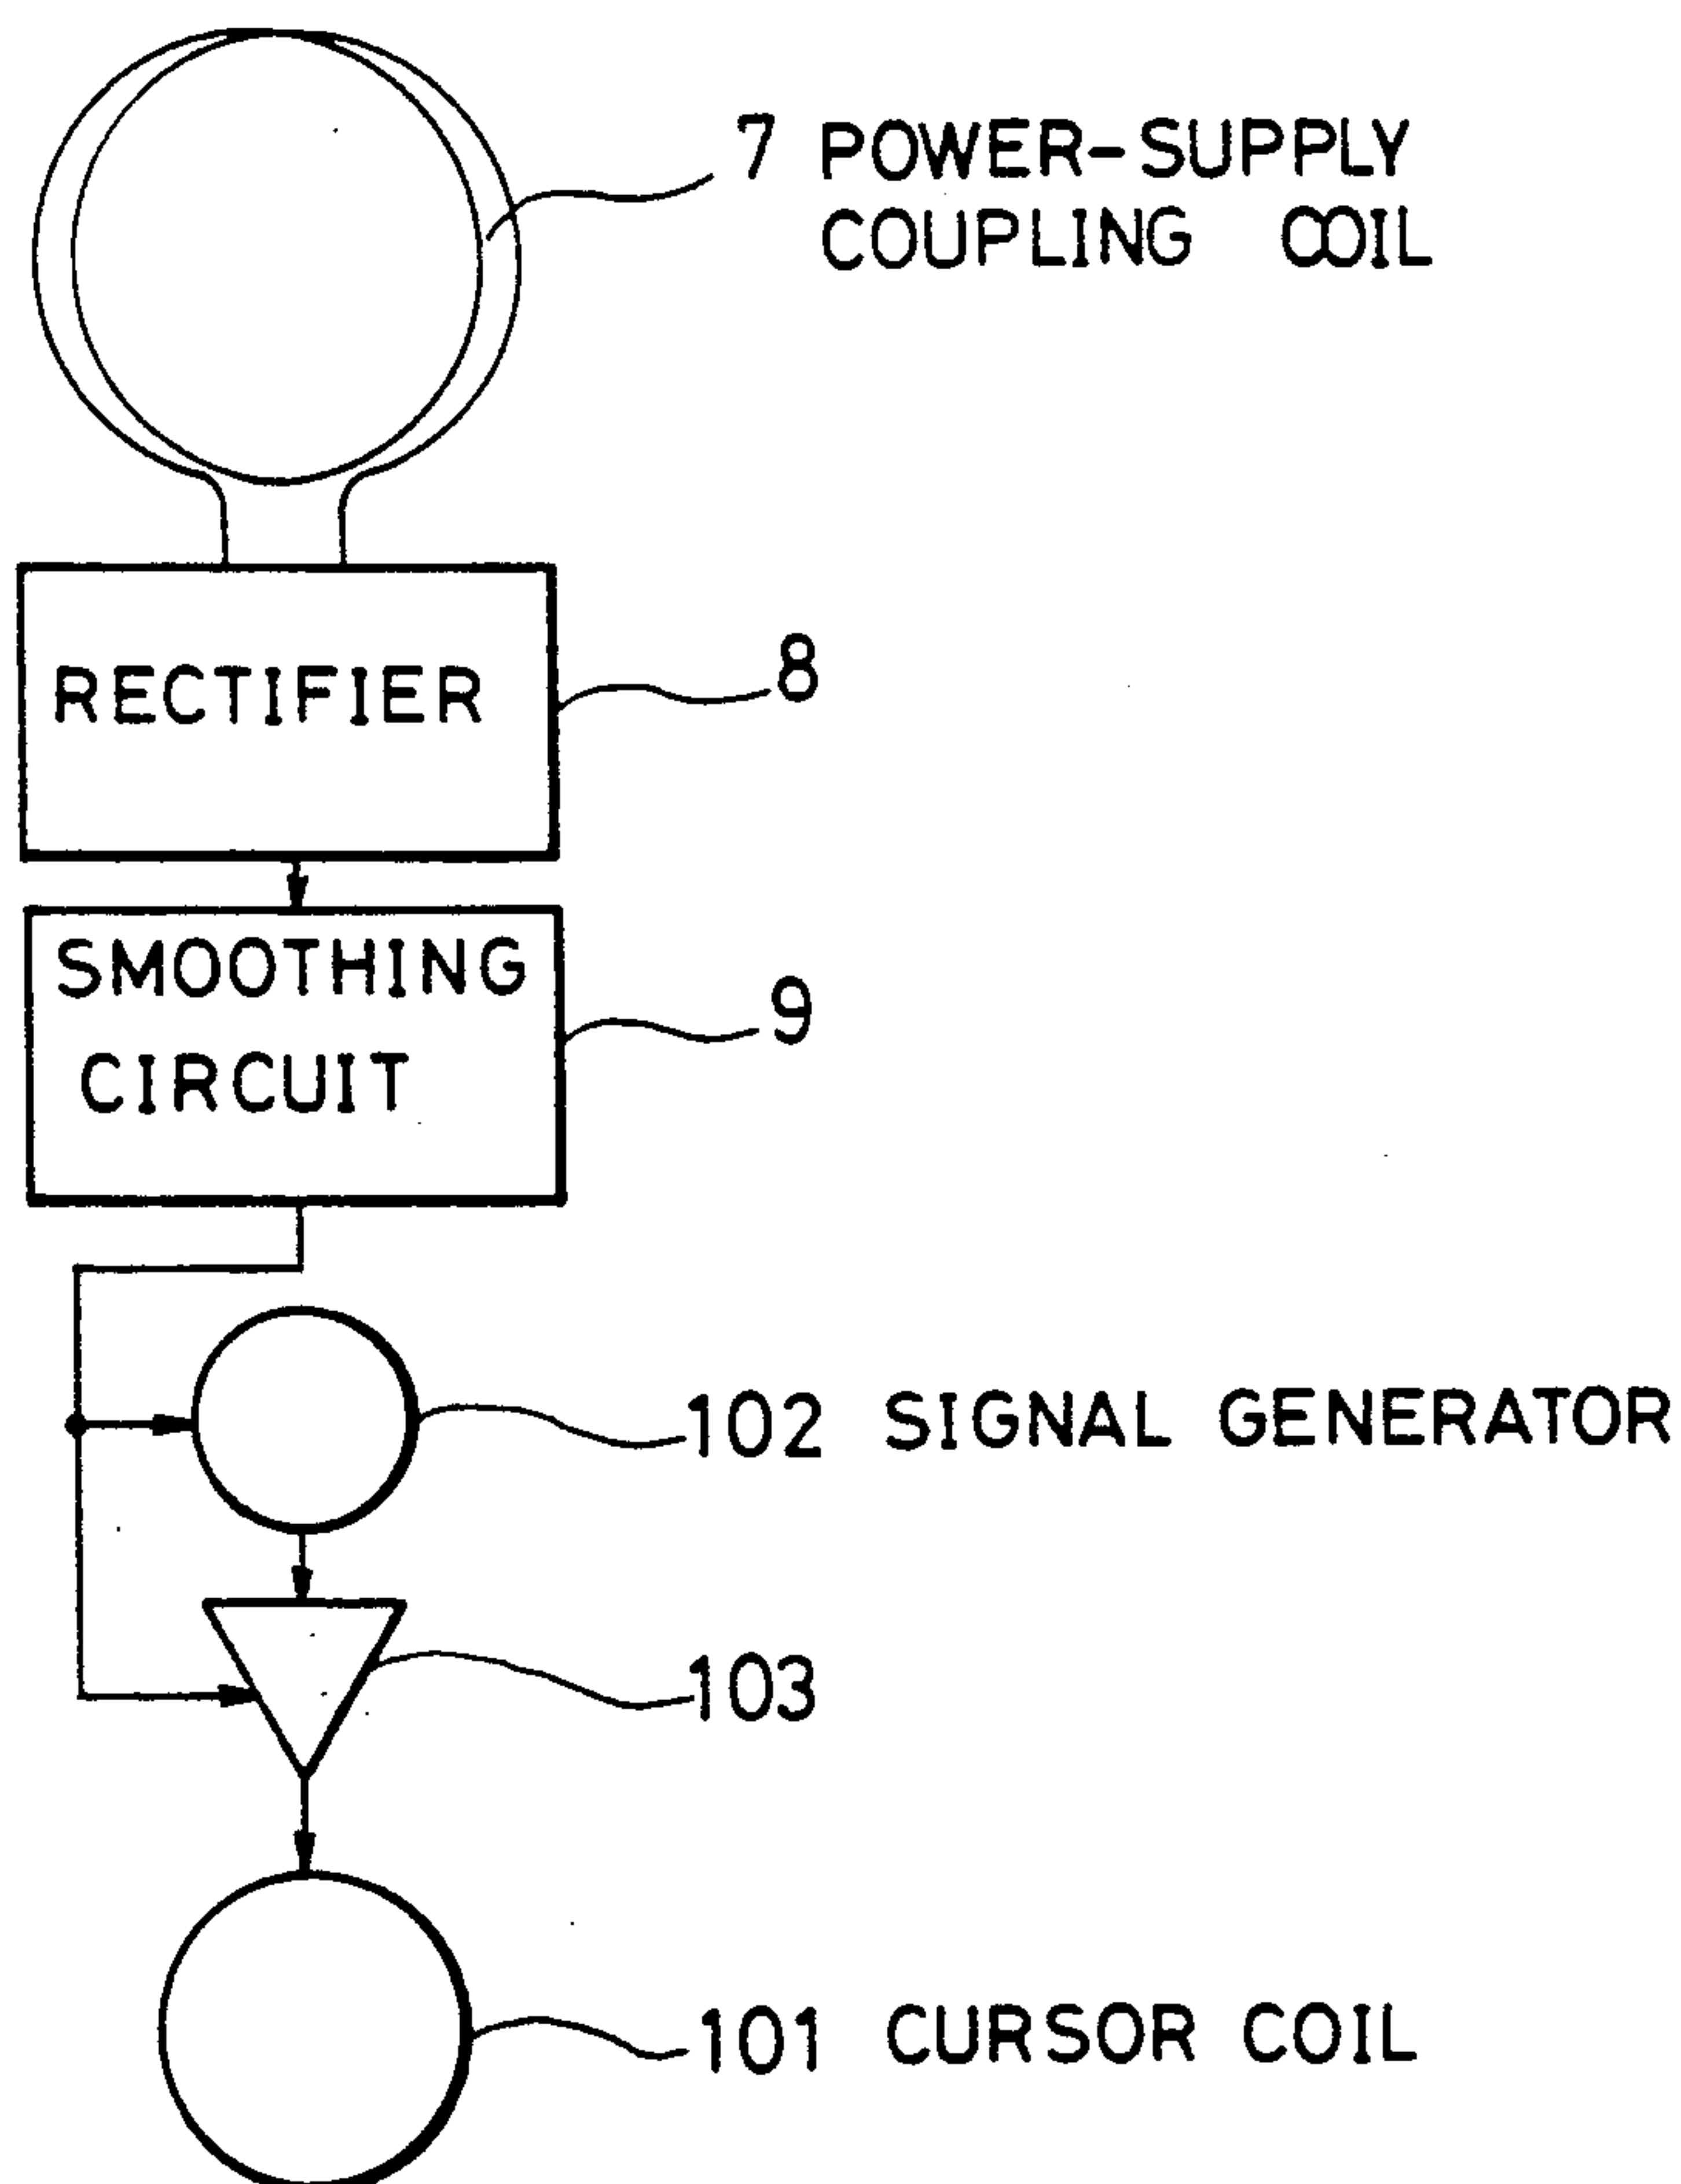 7 POWER-SUPPLY
COUPLING COIL
RECTIFIER
8
SMOOTHING
CIRCUIT
9
102 SIGNAL GENERATOR
103
101 CURSOR COIL